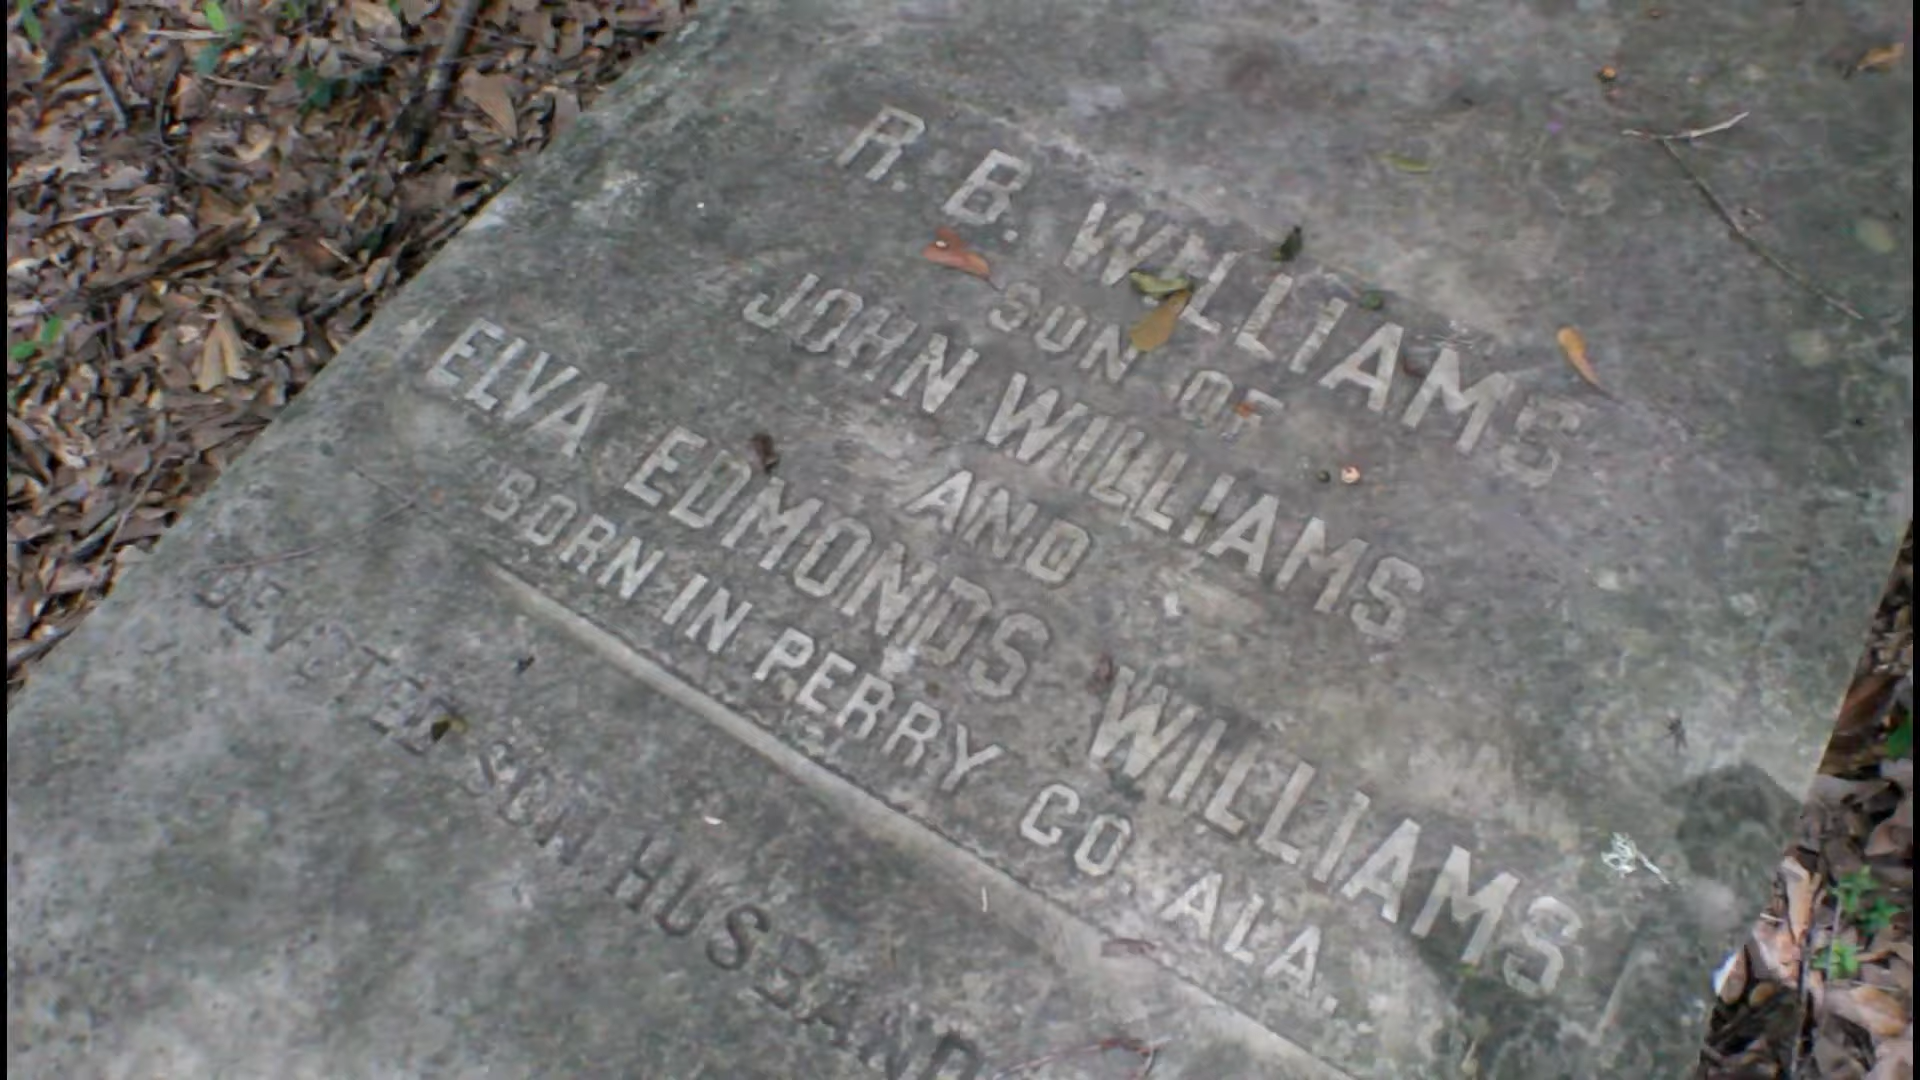 R. B. WILLIAMS
SON OF
JOHN WILLIAMS
AND
ELVA EDMONDS WILLIAMS
BORN IN PERRY CO. ALA.
DEVOTED SON HUSBAND